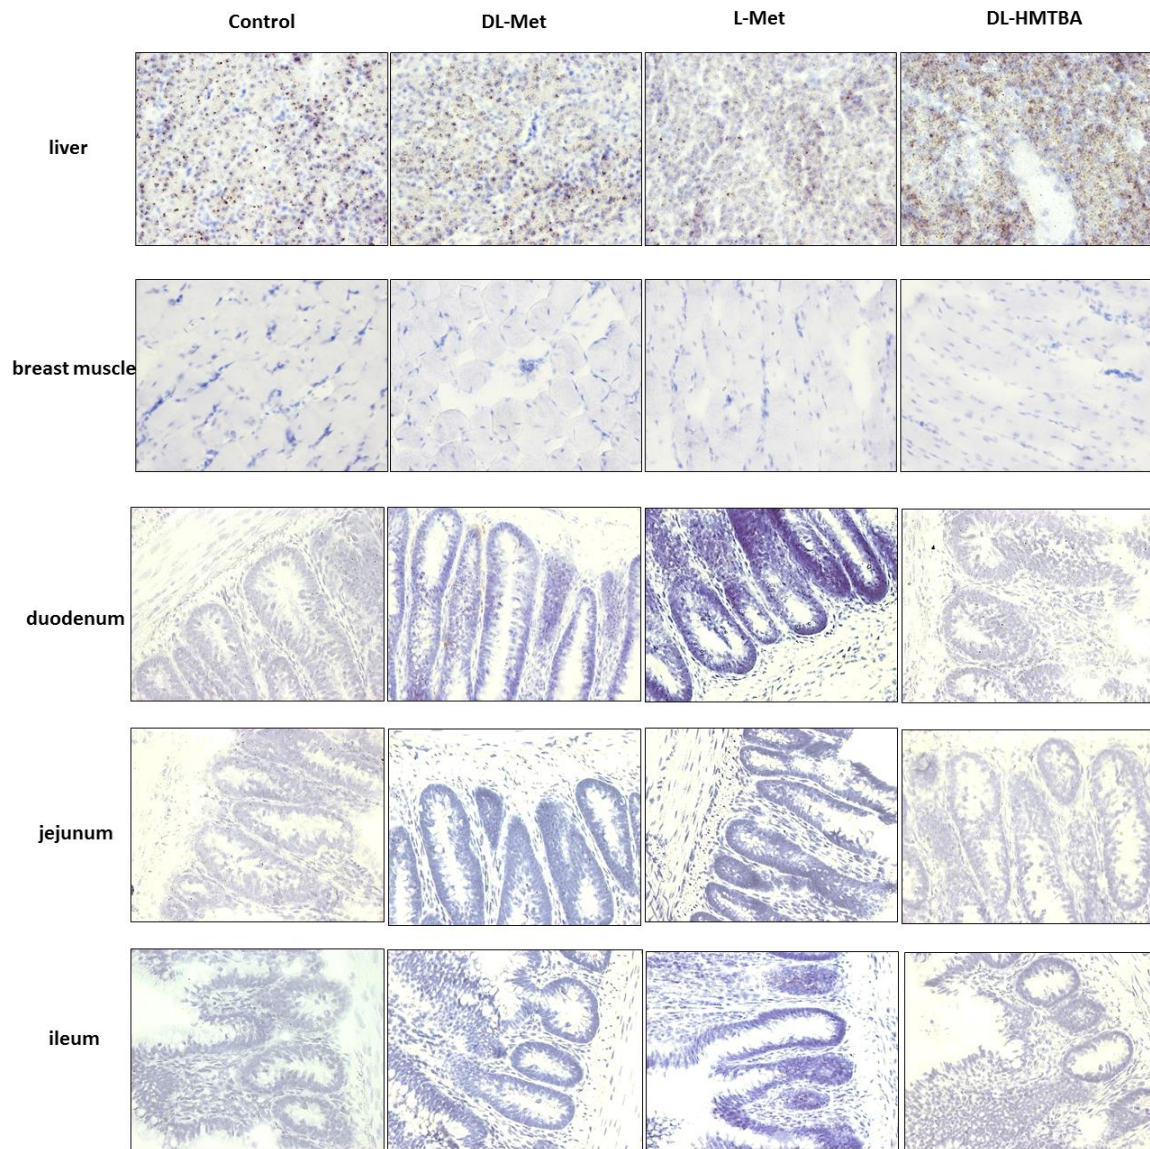 Control DL-Met L-Met DL-HMTBA
liver
breast muscle
duodenum
jejunum
ileum